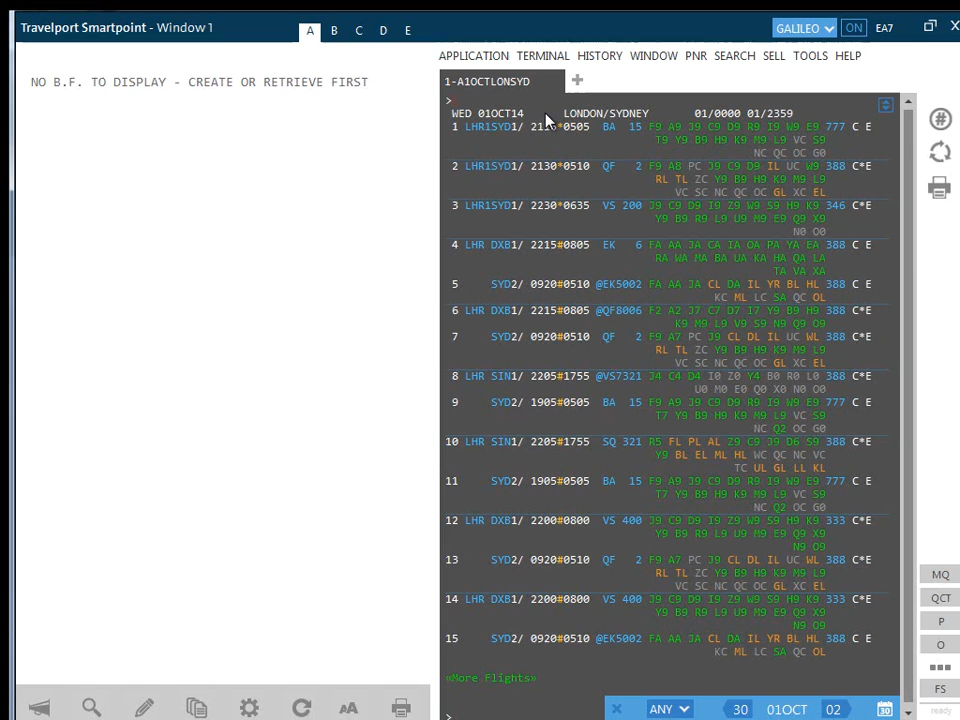 Travelport Smartpoint - Window 1
A B C D E
GALILEO ON EA7
NO B.F. TO DISPLAY - CREATE OR RETRIEVE FIRST
APPLICATION TERMINAL HISTORY WINDOW PNR SEARCH SELL TOOLS HELP
1-A1OCTLONSYD
>
WED 01OCT14 LONDON/SYDNEY 01/0000 01/2359
1 LHR1SYD1/ 2115*0505 BA 15 F9 A9 J9 C9 D9 R9 I9 W9 E9 777 C E
T9 Y9 B9 H9 K9 M9 L9 VC S9
NC QC OC G0
2 LHR1SYD1/ 2130*0510 QF 2 F9 A8 PC J9 C9 D9 IL UC W9 388 C*E
RL TL ZC Y9 B9 H9 K9 M9 L9
VC SC NC QC OC GL XC EL
3 LHR1SYD1/ 2230*0635 VS 200 J9 C9 D9 I9 Z9 W9 S9 H9 K9 346 C*E
Y9 B9 R9 L9 U9 M9 E9 Q9 X9
N0 O0
4 LHR DXB1/ 2215#0805 EK 6 FA AA JA CA IA OA PA YA EA 388 C E
RA WA MA BA UA KA HA QA LA
TA VA XA
5 SYD2/ 0920#0510 @EK5002 FA AA JA CL DA IL YR BL HL 388 C E
KC ML LC SA QC OL
6 LHR DXB1/ 2215#0805 @QF8006 F2 A2 J7 C7 D7 I7 Y9 B9 H9 388 C E
K9 M9 L9 V9 S9 N9 Q9 O9
7 SYD2/ 0920#0510 QF 2 F9 A7 PC J9 CL DL IL UC WL 388 C*E
RL TL ZC Y9 B9 H9 K9 M9 L9
VC SC NC QC OC GL XC EL
8 LHR SIN1/ 2205#1755 @VS7321 J4 C4 D4 I0 Z0 Y4 B0 R0 L0 388 C*E
U0 M0 E0 Q0 X0 N0 O0
9 SYD2/ 1905#0505 BA 15 F9 A9 J9 C9 D9 R9 I9 W9 E9 777 C E
T7 Y9 B9 H9 K9 M9 L9 VC S9
NC Q2 OC G0
10 LHR SIN1/ 2205#1755 SQ 321 R5 FL PL AL Z9 C9 J9 D6 S9 388 C*E
Y9 BL EL ML HL WC QC NC VC
TC UL GL LL KL
11 SYD2/ 1905#0505 BA 15 F9 A9 J9 C9 D9 R9 I9 W9 E9 777 C E
T7 Y9 B9 H9 K9 M9 L9 VC S9
NC Q2 OC G0
12 LHR DXB1/ 2200#0800 VS 400 J9 C9 D9 I9 Z9 W9 S9 H9 K9 333 C*E
Y9 B9 R9 L9 U9 M9 E9 Q9 X9
N9 O9
13 SYD2/ 0920#0510 QF 2 F9 A7 PC J9 CL DL IL UC WL 388 C*E
RL TL ZC Y9 B9 H9 K9 M9 L9
VC SC NC QC OC GL XC EL
14 LHR DXB1/ 2200#0800 VS 400 J9 C9 D9 I9 Z9 W9 S9 H9 K9 333 C*E
Y9 B9 R9 L9 U9 M9 E9 Q9 X9
N9 O9
15 SYD2/ 0920#0510 @EK5002 FA AA JA CL DA IL YR BL HL 388 C E
KC ML LC SA QC OL
«More Flights»
>
MQ
QCT
P
O
FS
ready
ANY 30 01OCT 02